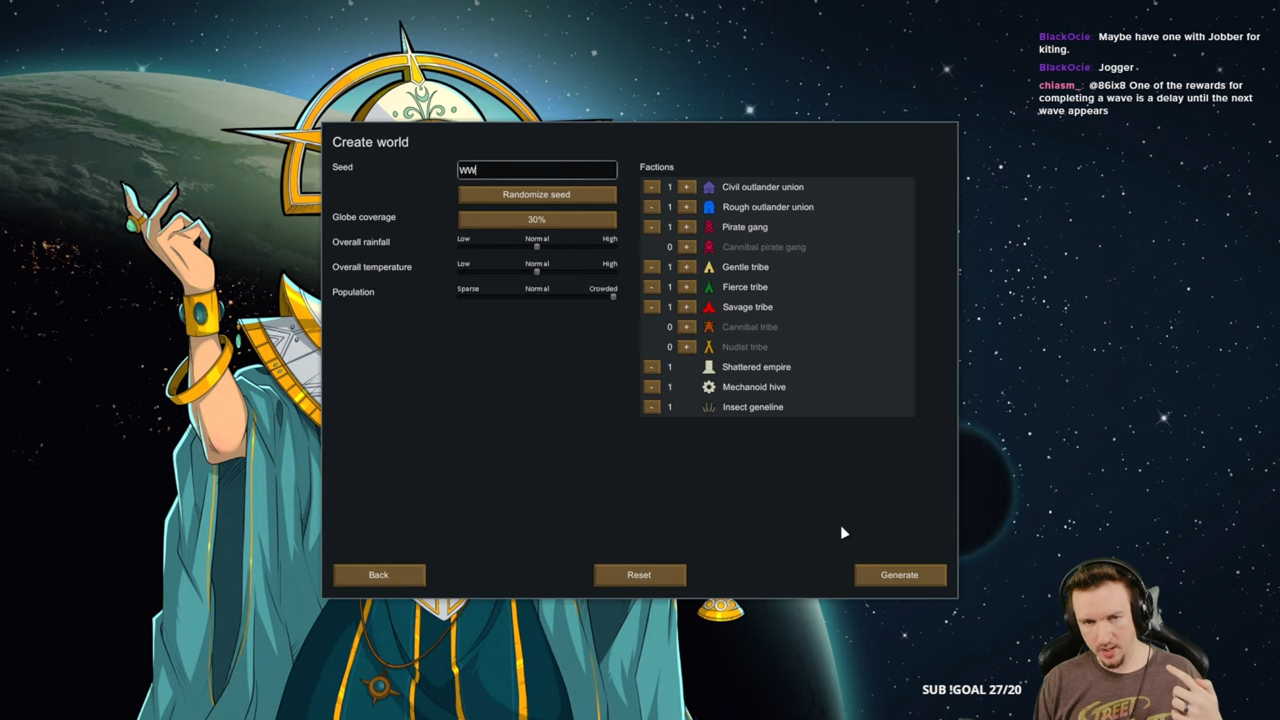 BlackOcie: Maybe have one with Jobber for
kiting.
BlackOcie: Jogger
chiasm_: @86ix8 One of the rewards for
completing a wave is a delay until the next
wave appears
Create world
Seed
WW
Randomize seed
Globe coverage
30%
Overall rainfall
Low Normal High
Overall temperature
Low Normal High
Population
Sparse Normal Crowded
Factions
- 1 + Civil outlander union
- 1 + Rough outlander union
- 1 + Pirate gang
0 + Cannibal pirate gang
- 1 + Gentle tribe
- 1 + Fierce tribe
- 1 + Savage tribe
0 + Cannibal tribe
0 + Nudist tribe
- 1 Shattered empire
- 1 Mechanoid hive
- 1 Insect geneline
Back
Reset
Generate
SUB !GOAL 27/20
STREET